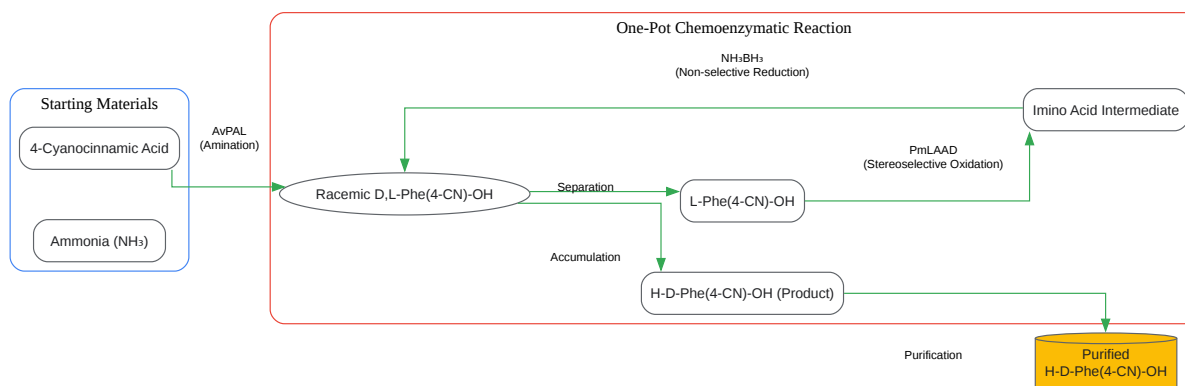 One-Pot Chemoenzymatic Reaction
NH₃BH₃
(Non-selective Reduction)
Starting Materials
Imino Acid Intermediate
4-Cyanocinnamic Acid
AvPAL
(Amination)
PmLAAD
(Stereoselective Oxidation)
Racemic D,L-Phe(4-CN)-OH
Separation
L-Phe(4-CN)-OH
Ammonia (NH₃)
Accumulation
H-D-Phe(4-CN)-OH (Product)
Purification
Purified
H-D-Phe(4-CN)-OH